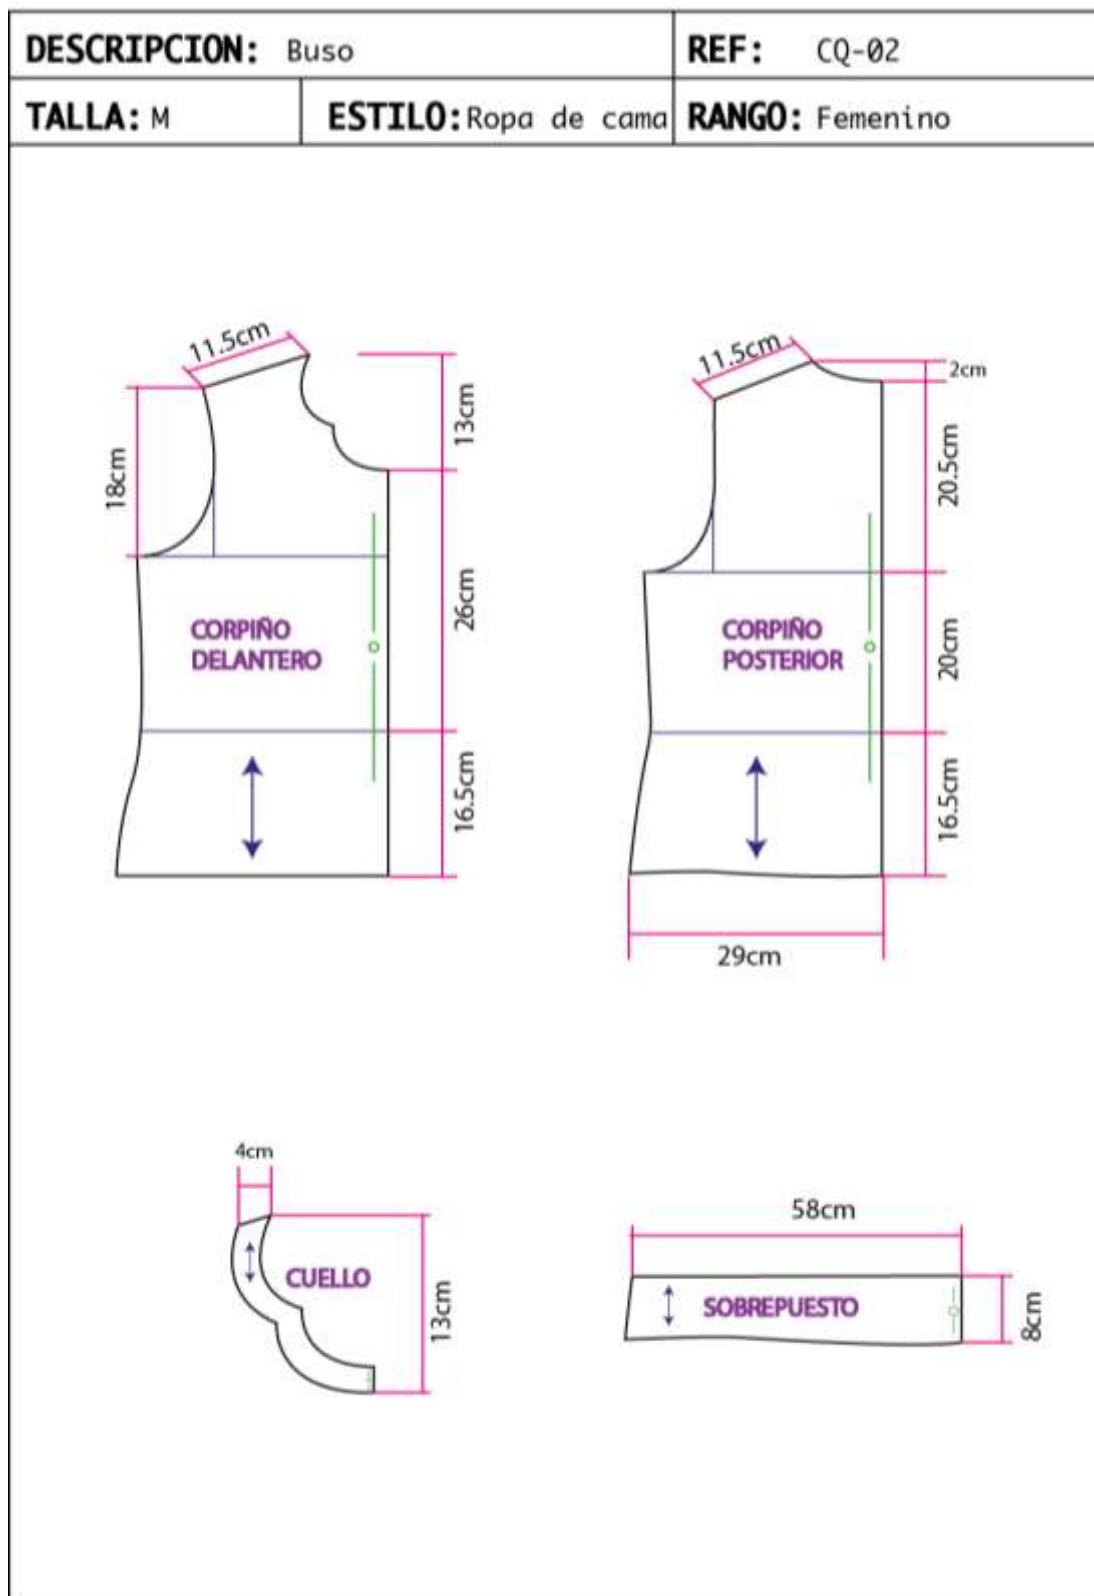 DESCRIPCION: Buso
REF: CQ-02
TALLA: M
ESTILO: Ropa de cama
RANGO: Femenino
11.5cm
18cm
13cm
26cm
16.5cm
CORPIÑO
DELANTERO
11.5cm
2cm
20.5cm
20cm
16.5cm
CORPIÑO
POSTERIOR
29cm
4cm
CUELLO
13cm
58cm
SOBREPUESTO
8cm